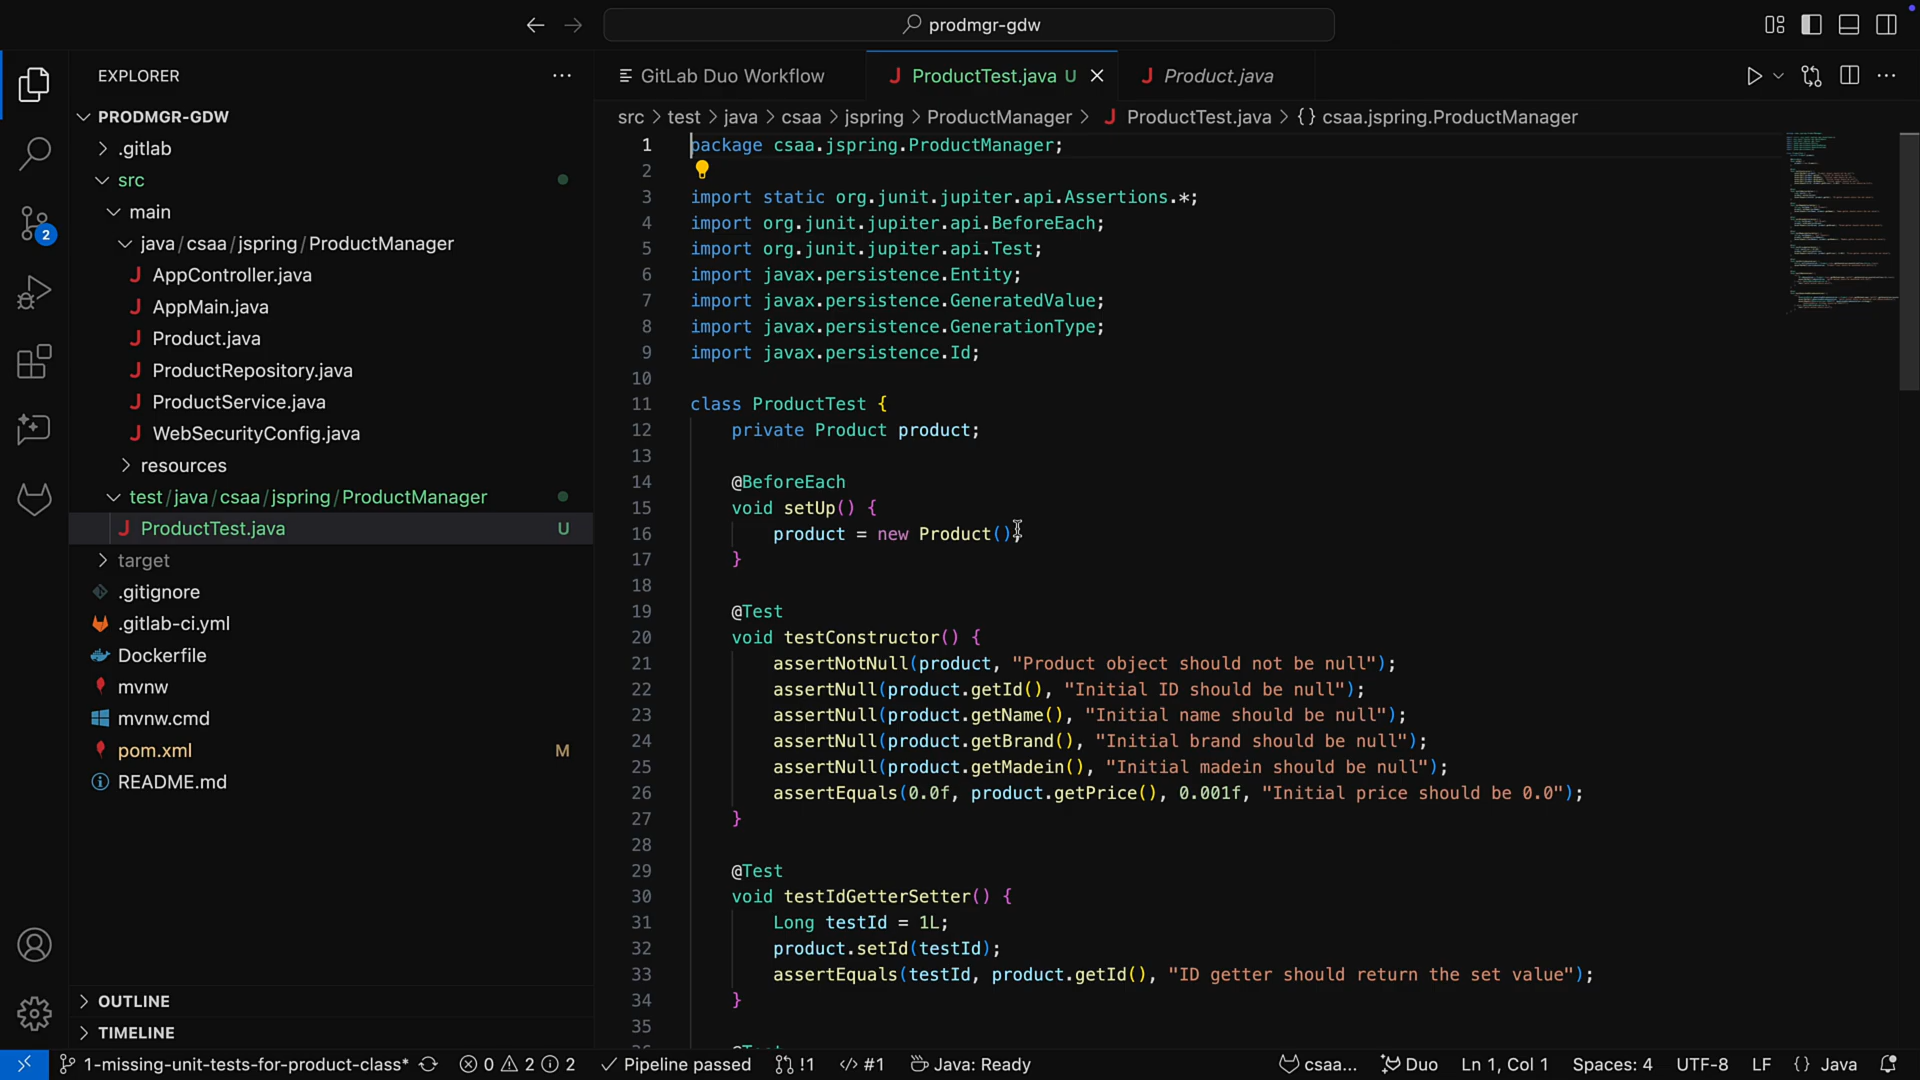 prodmgr-gdw
EXPLORER
PRODMGR-GDW
.gitlab
src
main
java/csaa/jspring/ProductManager
AppController.java
AppMain.java
Product.java
ProductRepository.java
ProductService.java
WebSecurityConfig.java
resources
test/java/csaa/jspring/ProductManager
ProductTest.java U
target
.gitignore
.gitlab-ci.yml
Dockerfile
mvnw
mvnw.cmd
pom.xml M
README.md
OUTLINE
TIMELINE
2
GitLab Duo Workflow
ProductTest.java U
Product.java
src > test > java > csaa > jspring > ProductManager > ProductTest.java > {} csaa.jspring.ProductManager
1 package csaa.jspring.ProductManager;
2
3 import static org.junit.jupiter.api.Assertions.*;
4 import org.junit.jupiter.api.BeforeEach;
5 import org.junit.jupiter.api.Test;
6 import javax.persistence.Entity;
7 import javax.persistence.GeneratedValue;
8 import javax.persistence.GenerationType;
9 import javax.persistence.Id;
10
11 class ProductTest {
12 private Product product;
13
14 @BeforeEach
15 void setUp() {
16 product = new Product();
17 }
18
19 @Test
20 void testConstructor() {
21 assertNotNull(product, "Product object should not be null");
22 assertNull(product.getId(), "Initial ID should be null");
23 assertNull(product.getName(), "Initial name should be null");
24 assertNull(product.getBrand(), "Initial brand should be null");
25 assertNull(product.getMadein(), "Initial madein should be null");
26 assertEquals(0.0f, product.getPrice(), 0.001f, "Initial price should be 0.0");
27 }
28
29 @Test
30 void testIdGetterSetter() {
31 Long testId = 1L;
32 product.setId(testId);
33 assertEquals(testId, product.getId(), "ID getter should return the set value");
34 }
35
1-missing-unit-tests-for-product-class* 0 2 2 Pipeline passed !1 #1 Java: Ready csaa... Duo Ln 1, Col 1 Spaces: 4 UTF-8 LF {} Java